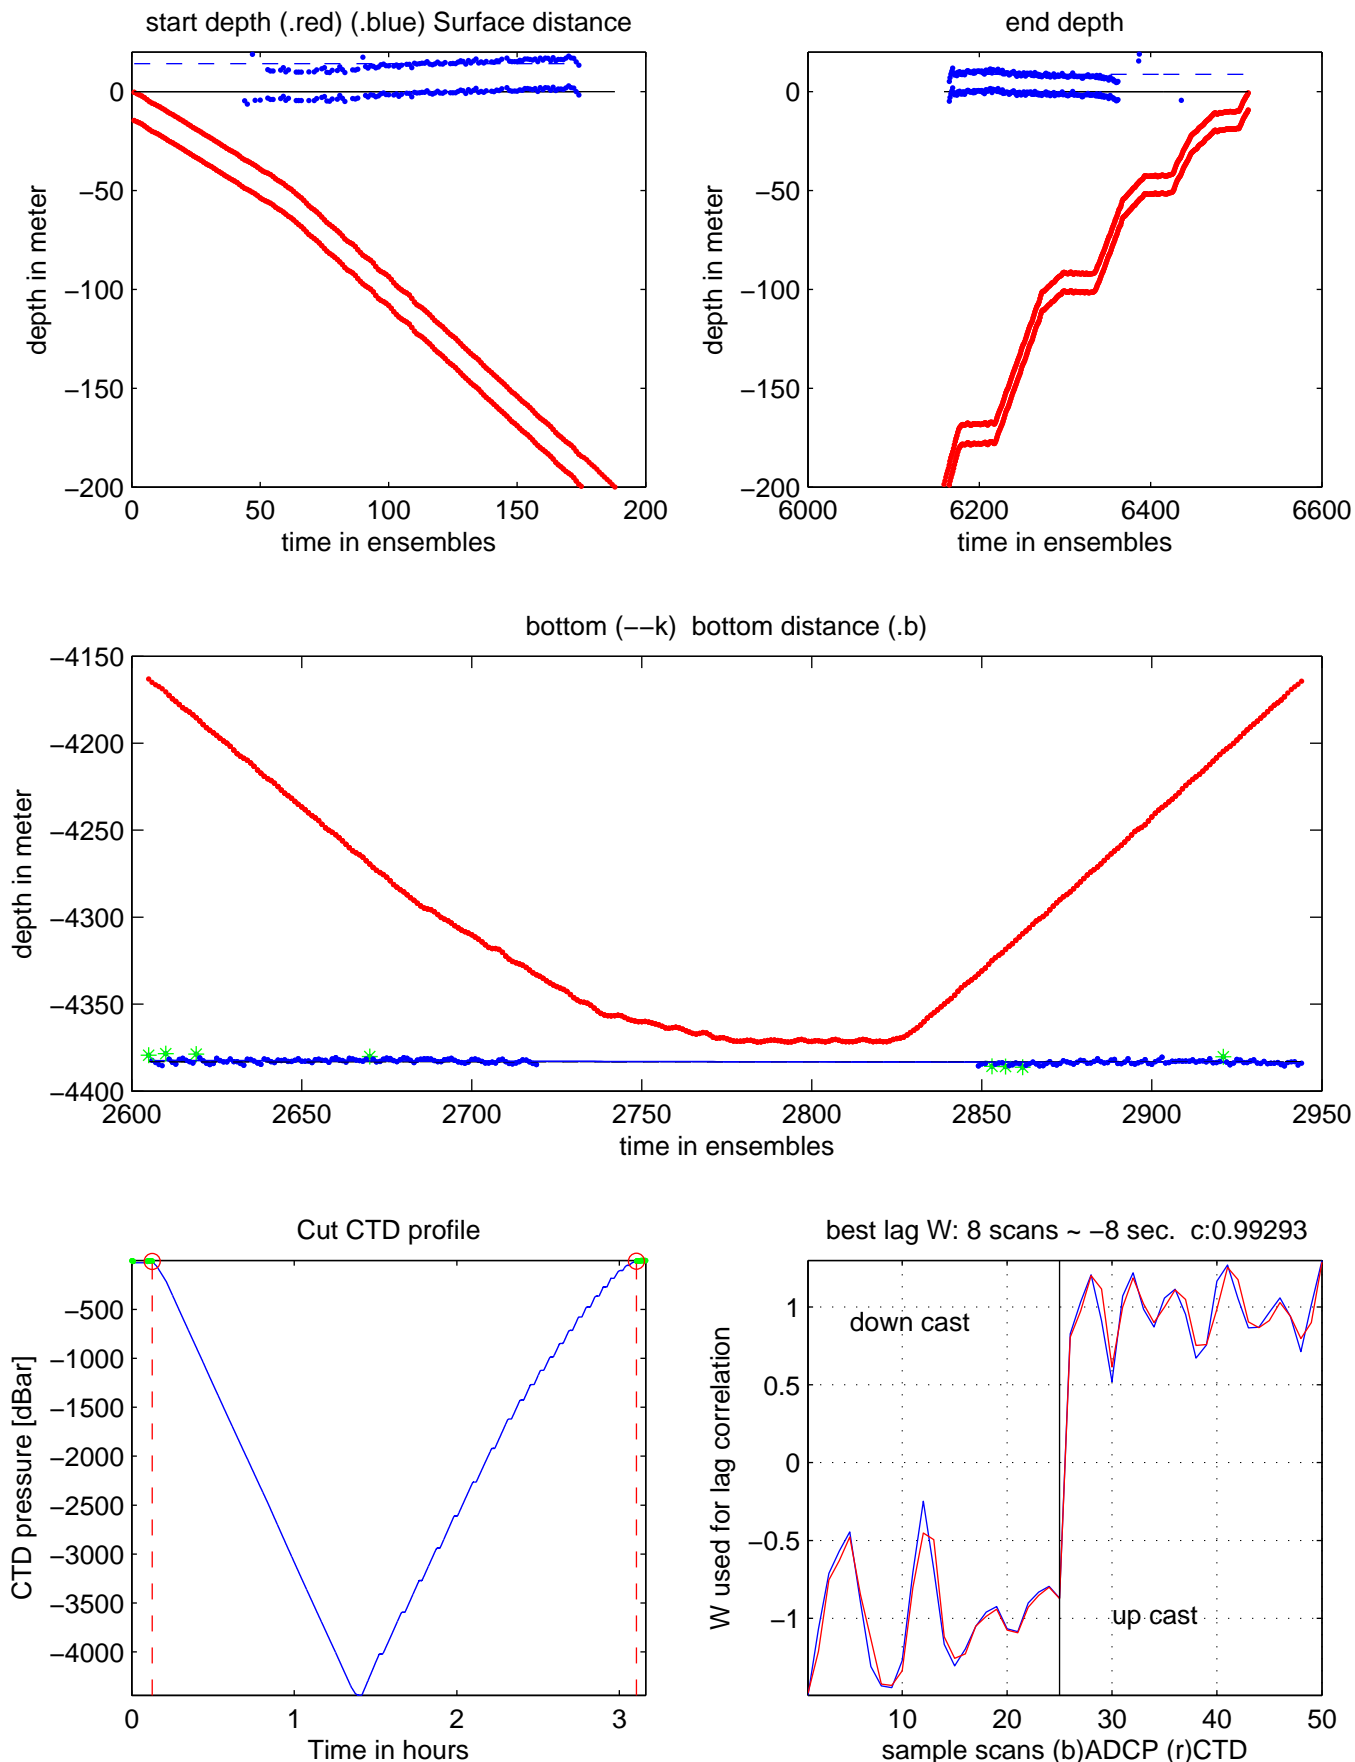 start depth (.red) (.blue) Surface distance
end depth
0
−50
−100
−150
−200
depth in meter
0 50 100 150 200
time in ensembles
0
−50
−100
−150
−200
depth in meter
6000 6200 6400 6600
time in ensembles
bottom (−−k)  bottom distance (.b)
−4150
−4200
−4250
−4300
−4350
−4400
depth in meter
2600 2650 2700 2750 2800 2850 2900 2950
time in ensembles
Cut CTD profile
−500
−1000
−1500
−2000
−2500
−3000
−3500
−4000
CTD pressure [dBar]
0 1 2 3
Time in hours
best lag W: 8 scans ~ −8 sec.  c:0.99293
1
0.5
0
−0.5
−1
W used for lag correlation
down cast
up cast
10 20 30 40 50
sample scans (b)ADCP (r)CTD